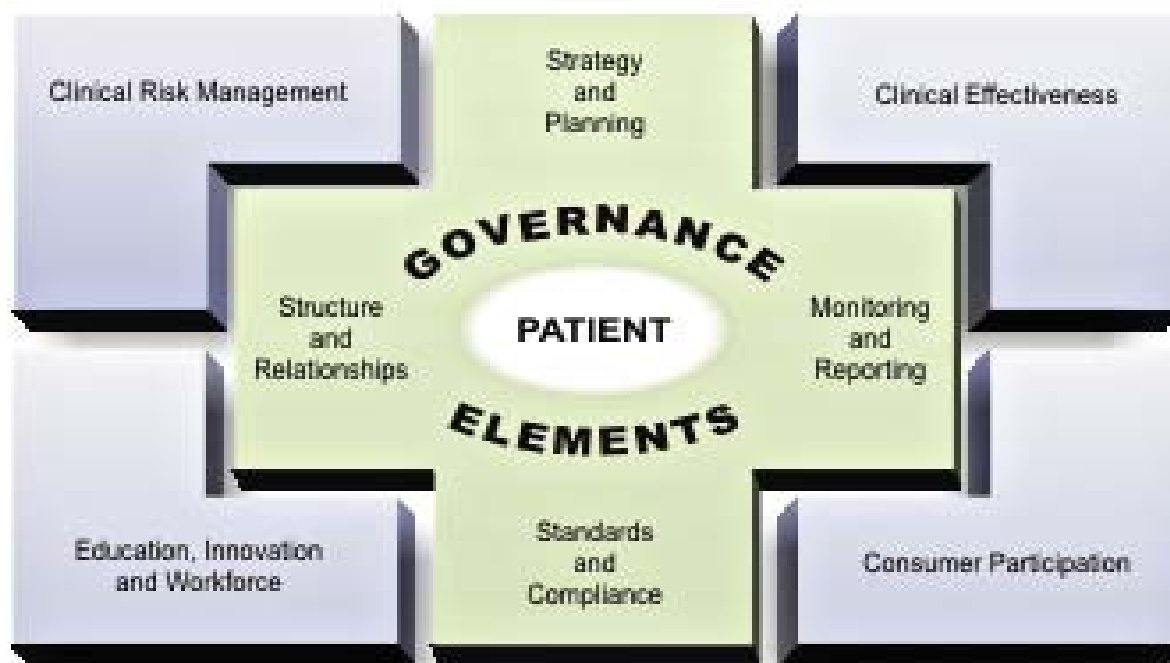 Clinical Risk Management
Strategy
and
Planning
Clinical Effectiveness
GOVERNANCE
Structure
and
Relationships
PATIENT
Monitoring
and
Reporting
ELEMENTS
Education, Innovation
and Workforce
Standards
and
Compliance
Consumer Participation